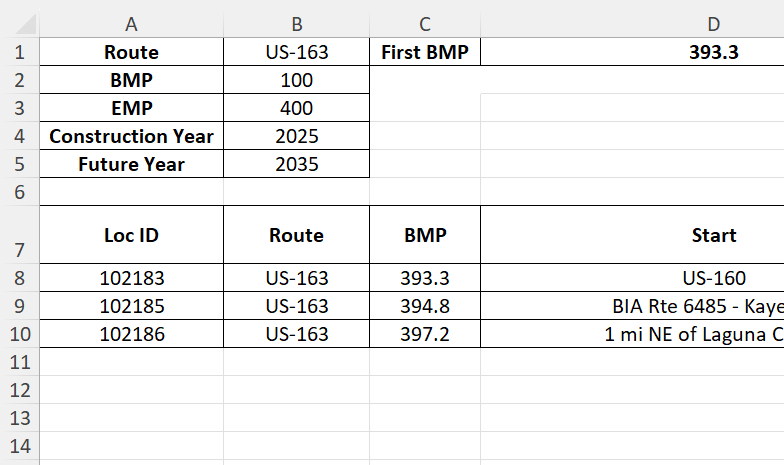 A B C D
1 Route US-163 First BMP 393.3
2 BMP 100
3 EMP 400
4 Construction Year 2025
5 Future Year 2035
6
7 Loc ID Route BMP Start
8 102183 US-163 393.3 US-160
9 102185 US-163 394.8 BIA Rte 6485 - Kaye
10 102186 US-163 397.2 1 mi NE of Laguna C
11
12
13
14